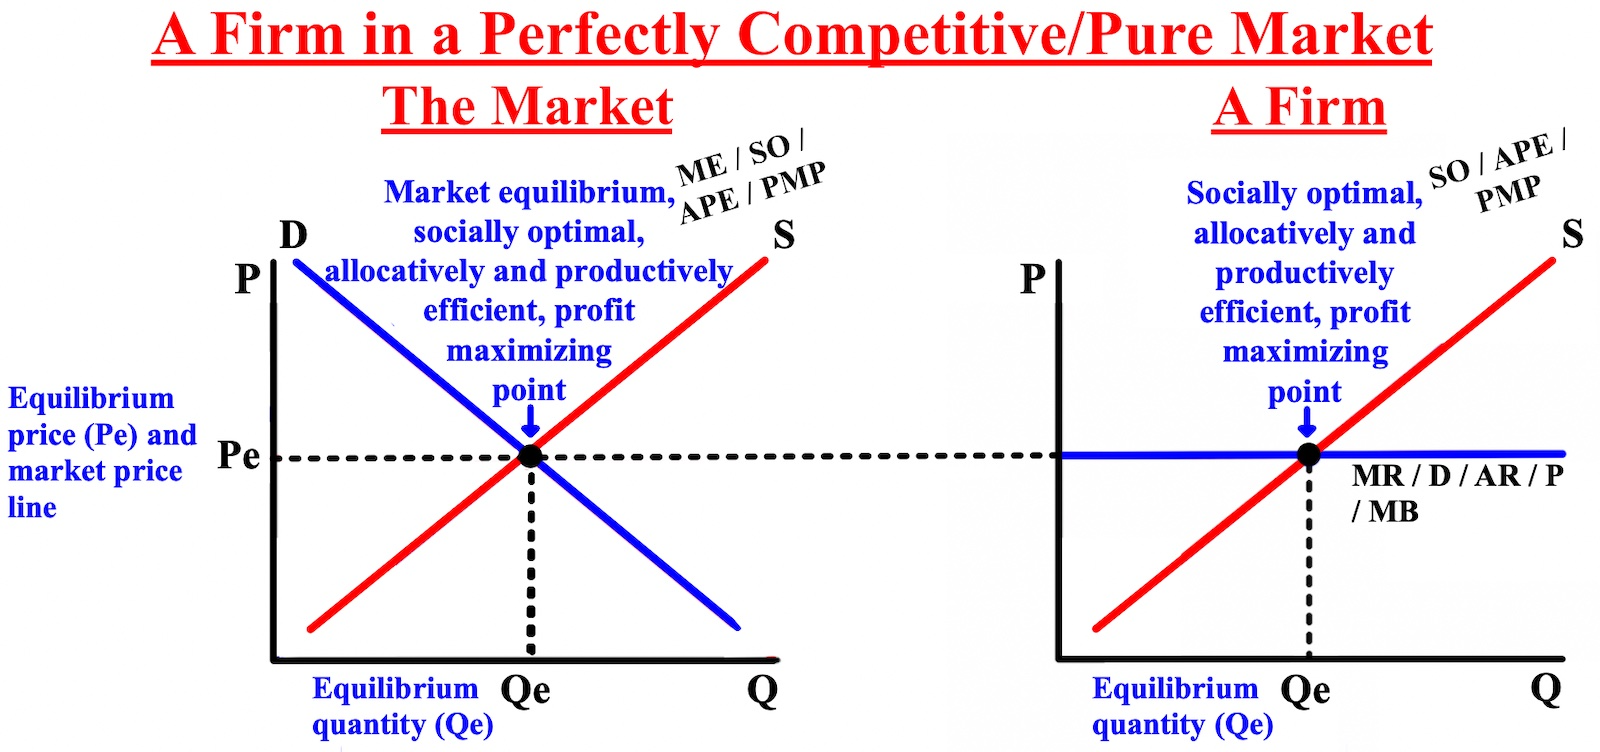 A Firm in a Perfectly Competitive/Pure Market
The Market
ME / SO /
APE / PMP
Market equilibrium,
socially optimal,
allocatively and productively
efficient, profit
maximizing
point
D
S
P
Equilibrium
price (Pe) and
market price
line
Pe
Equilibrium
quantity (Qe)
Qe
Q
A Firm
SO / APE /
PMP
Socially optimal,
allocatively and
productively
efficient, profit
maximizing
point
S
P
MR / D / AR / P
/ MB
Equilibrium
quantity (Qe)
Qe
Q